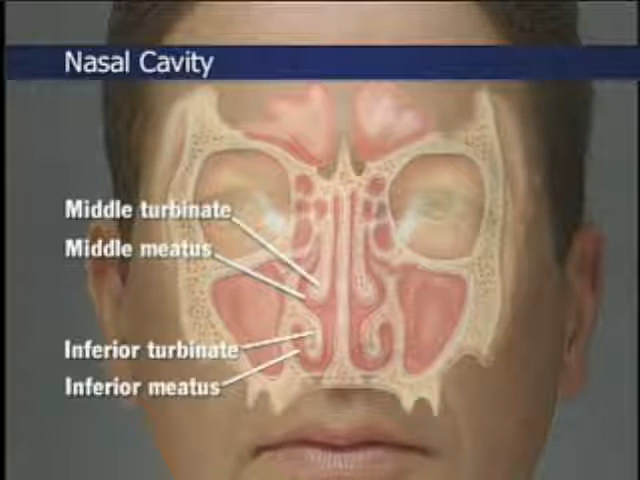 Nasal Cavity
Middle turbinate
Middle meatus
Inferior turbinate
Inferior meatus